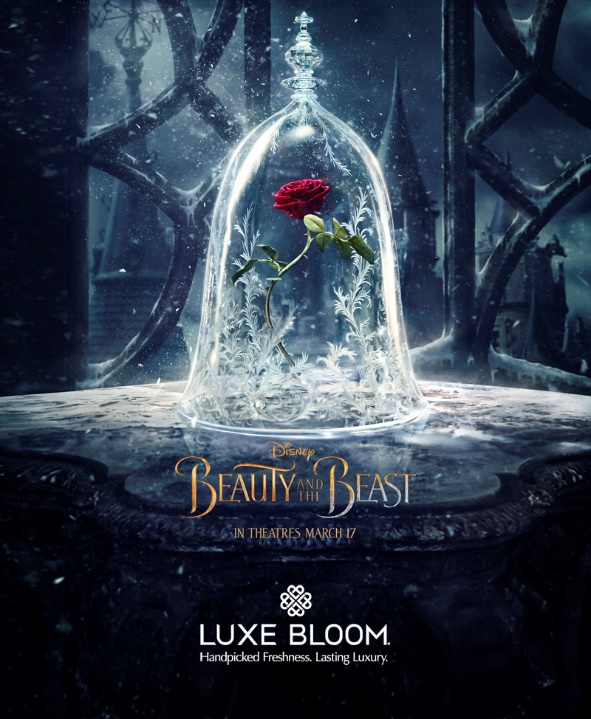 Disney
BEAUTY AND THE BEAST
IN THEATRES MARCH 17
LUXE BLOOM.
Handpicked Freshness. Lasting Luxury.